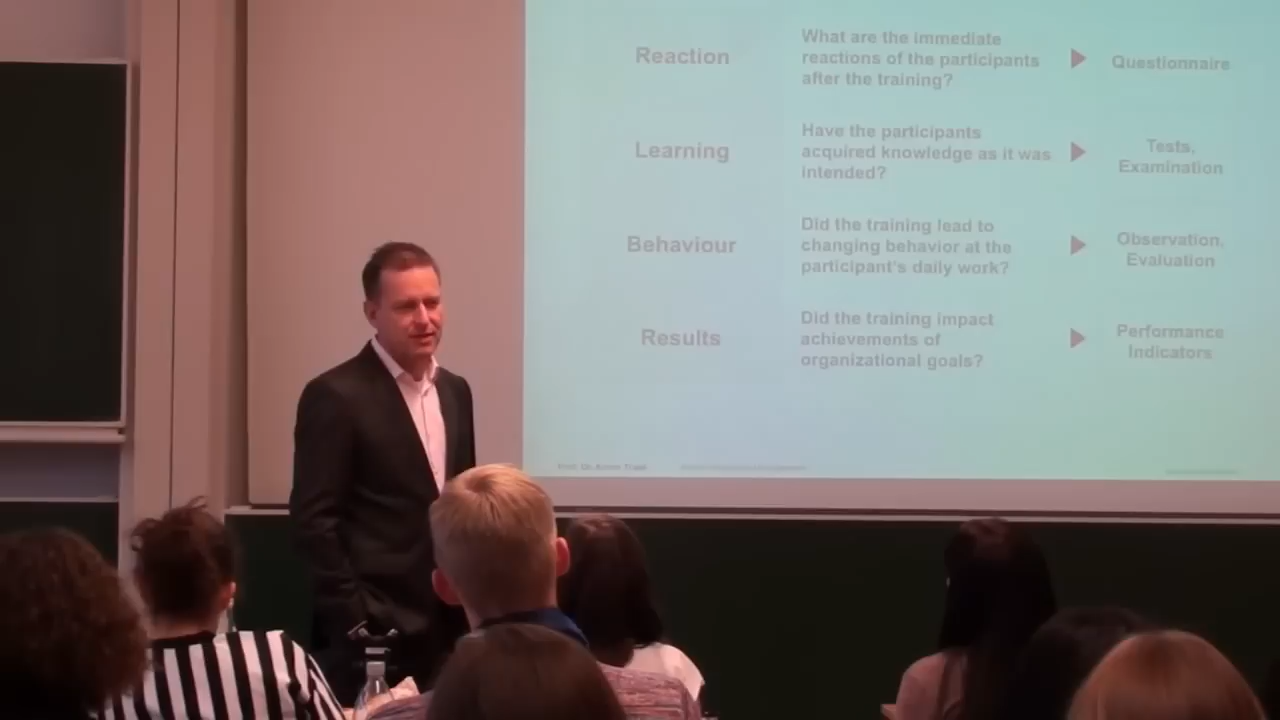 Reaction
What are the immediate
reactions of the participants
after the training?
Questionnaire
Learning
Have the participants
acquired knowledge as it was
intended?
Tests,
Examination
Behaviour
Did the training lead to
changing behavior at the
participant's daily work?
Observation,
Evaluation
Results
Did the training impact
achievements of
organizational goals?
Performance
Indicators
Prof. Dr.